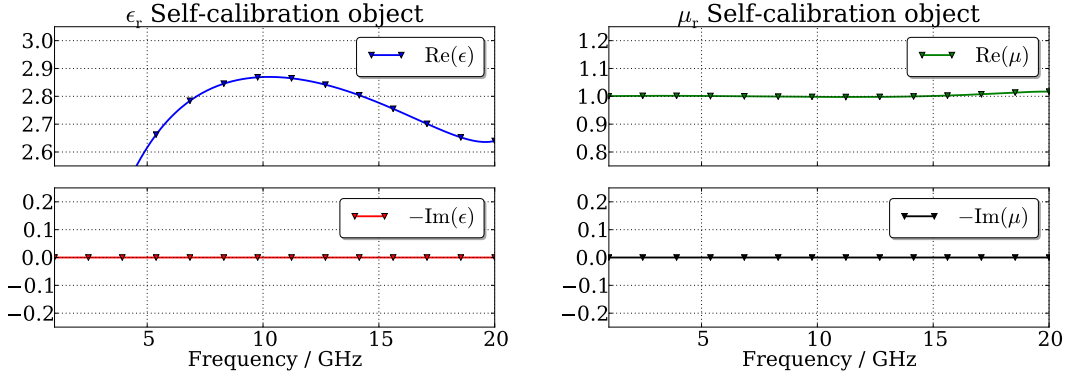 ϵr Self-calibration object
3.0
2.9
2.8
2.7
2.6
Re(ϵ)
0.2
0.1
0.0
−0.1
−0.2
−Im(ϵ)
5 10 15 20
Frequency / GHz
μr Self-calibration object
1.2
1.1
1.0
0.9
0.8
Re(μ)
0.2
0.1
0.0
−0.1
−0.2
−Im(μ)
5 10 15 20
Frequency / GHz